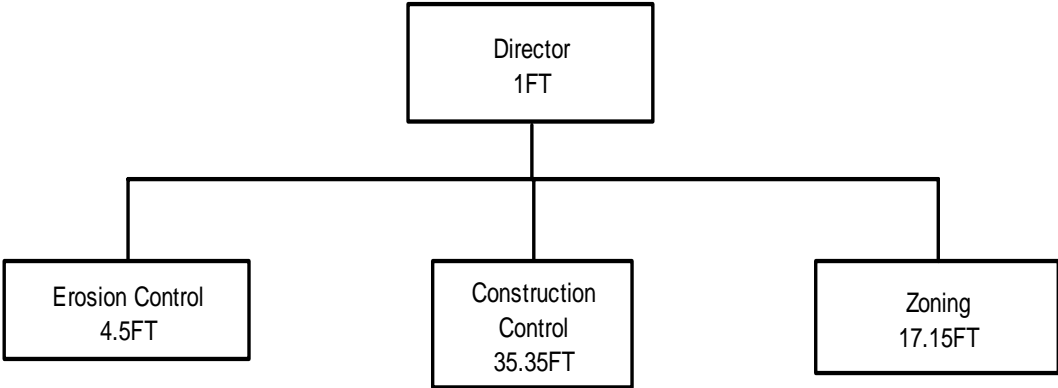 Director
1FT
Erosion Control
4.5FT
Construction
Control
35.35FT
Zoning
17.15FT